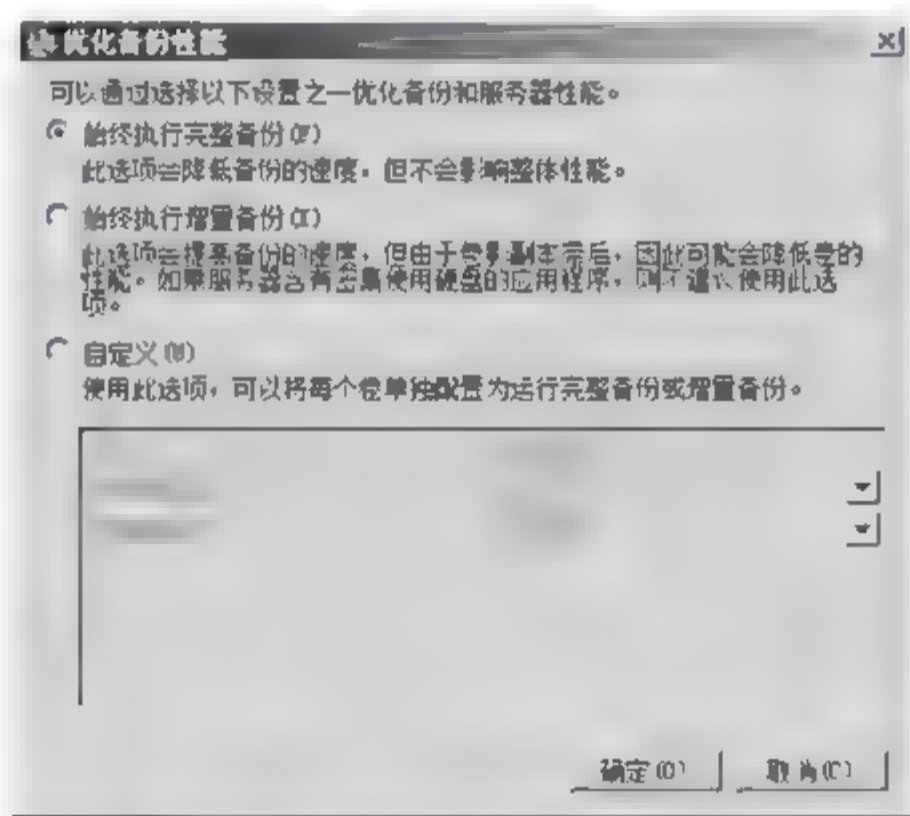 优化备份性能
可以通过选择以下设置之一优化备份和服务器性能。
始终执行完整备份(F)
此选项会降低备份的速度，但不会影响整体性能。
始终执行增量备份(I)
此选项会提高备份的速度，但由于卷影副本滞后，因此可能会降低卷的
性能。如果服务器含有密集使用硬盘的应用程序，则不建议使用此选
项。
自定义(U)
使用此选项，可以将每个卷单独配置为运行完整备份或增量备份。
确定(O)
取消(C)